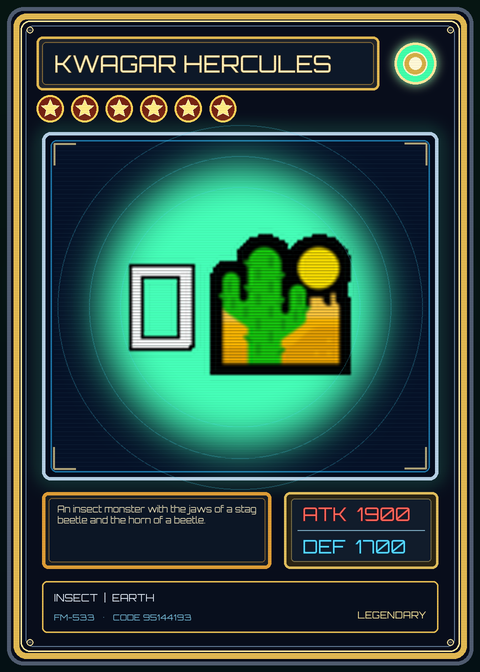 KWAGAR HERCULES
An insect monster with the jaws of a stag
beetle and the horn of a beetle.
ATK 1900
DEF 1700
INSECT | EARTH
FM-533 · CODE 95144193
LEGENDARY